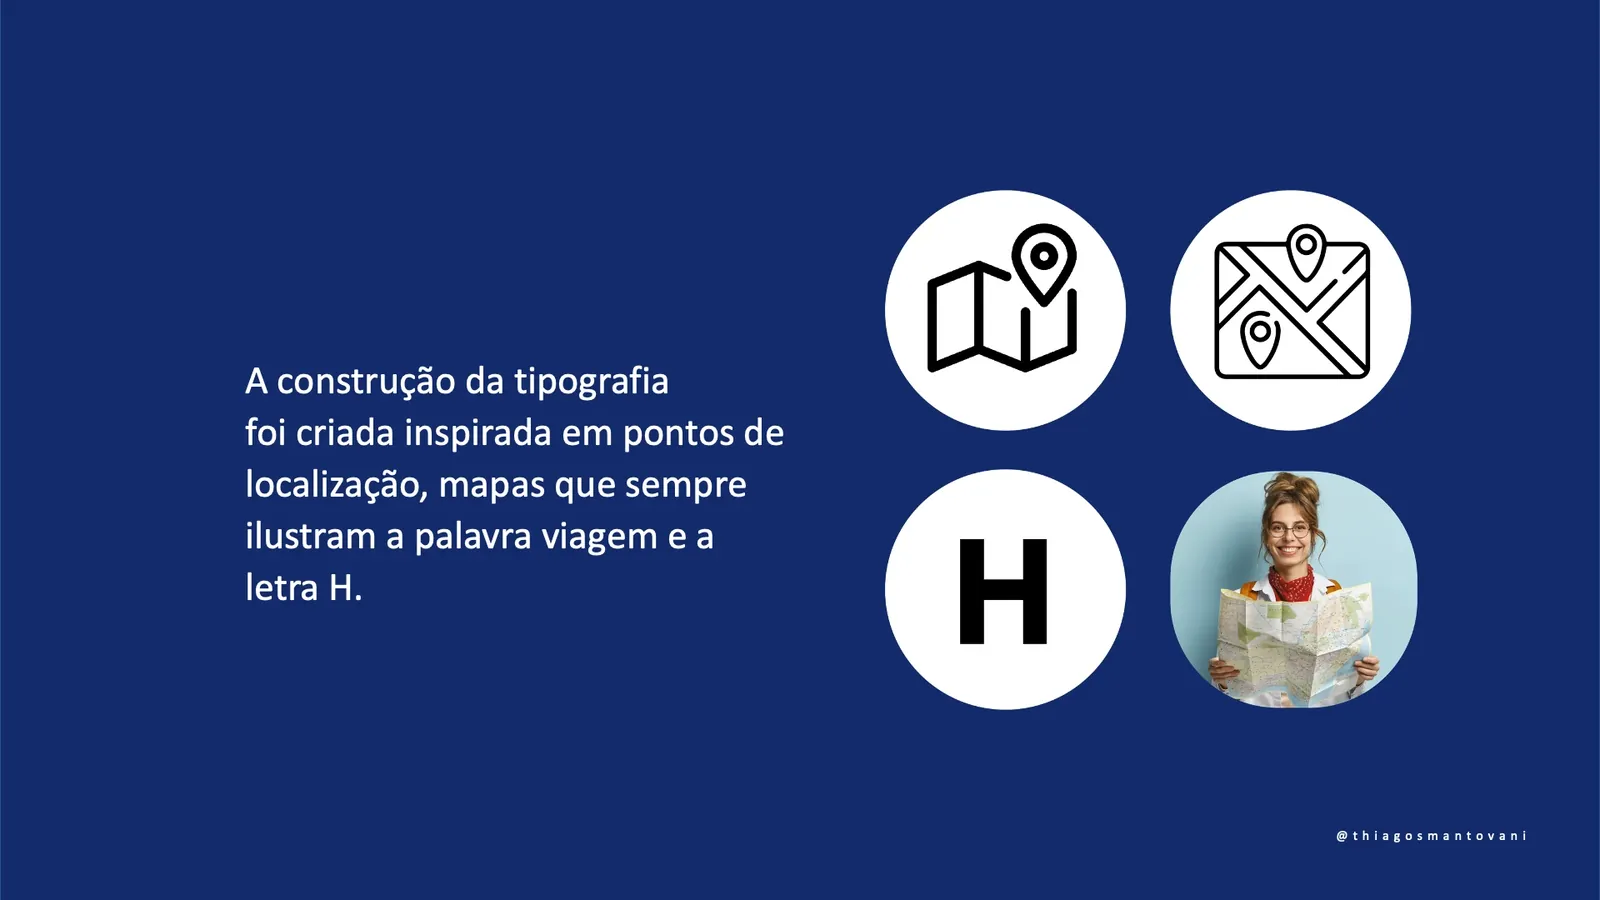 A construção da tipografia
foi criada inspirada em pontos de
localização, mapas que sempre
ilustram a palavra viagem e a
letra H.
H
@thiagosmantovani